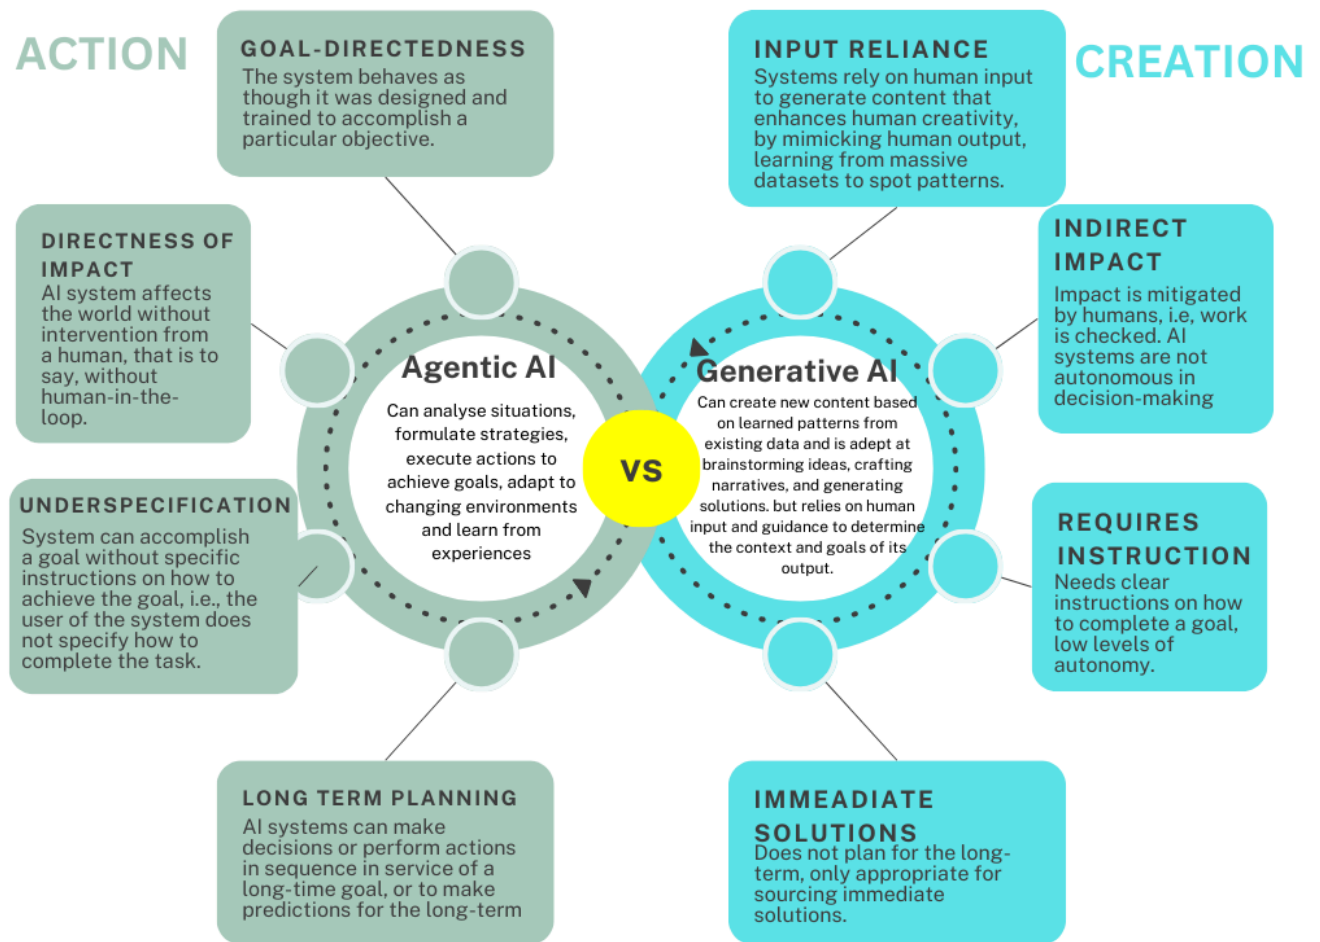 ACTION
GOAL-DIRECTEDNESS
The system behaves as
though it was designed and
trained to accomplish a
particular objective.
INPUT RELIANCE
Systems rely on human input
to generate content that
enhances human creativity,
by mimicking human output,
learning from massive
datasets to spot patterns.
CREATION
DIRECTNESS OF
IMPACT
AI system affects
the world without
intervention from
a human, that is to
say, without
human-in-the-
loop.
INDIRECT
IMPACT
Impact is mitigated
by humans, i.e, work
is checked. AI
systems are not
autonomous in
decision-making
Agentic AI
Can analyse situations,
formulate strategies,
execute actions to
achieve goals, adapt to
changing environments
and learn from
experiences
vs
Generative AI
Can create new content based
on learned patterns from
existing data and is adept at
brainstorming ideas, crafting
narratives, and generating
solutions. but relies on human
input and guidance to determine
the context and goals of its
output.
UNDERSPECIFICATION
System can accomplish
a goal without specific
instructions on how to
achieve the goal, i.e., the
user of the system does
not specify how to
complete the task.
REQUIRES
INSTRUCTION
Needs clear
instructions on how
to complete a goal,
low levels of
autonomy.
LONG TERM PLANNING
AI systems can make
decisions or perform actions
in sequence in service of a
long-time goal, or to make
predictions for the long-term
IMMEADIATE
SOLUTIONS
Does not plan for the long-
term, only appropriate for
sourcing immediate
solutions.